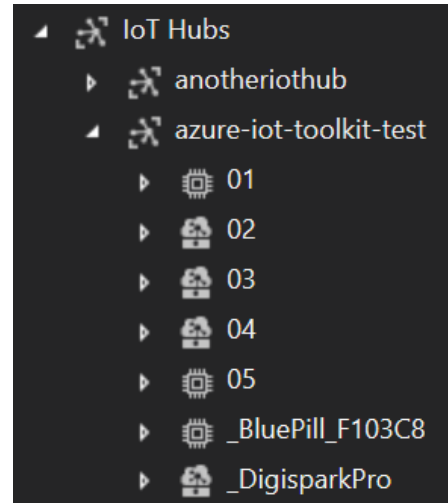 IoT Hubs
anotheriothub
azure-iot-toolkit-test
01
02
03
04
05
_BluePill_F103C8
_DigisparkPro